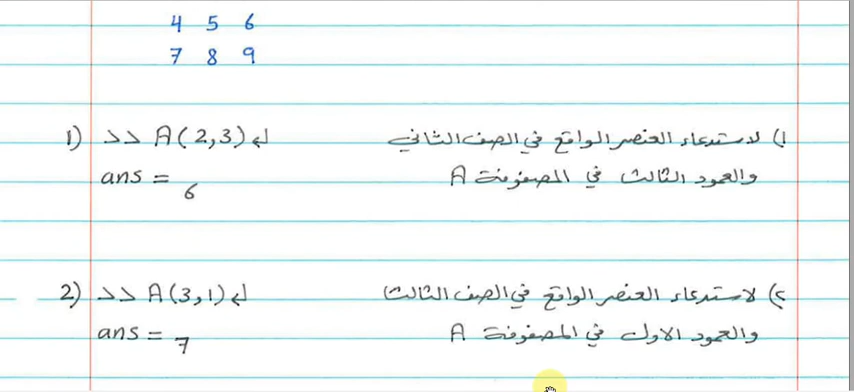 4 5 6
7 8 9
1) >> A(2,3) ↲
ans =
6
١) لاستدعاء العنصر الواقع في الصف الثاني
والعمود الثالث في المصفوفة A
2) >> A(3,1) ↲
ans =
7
٢) لاستدعاء العنصر الواقع في الصف الثالث
والعمود الاول في المصفوفة A